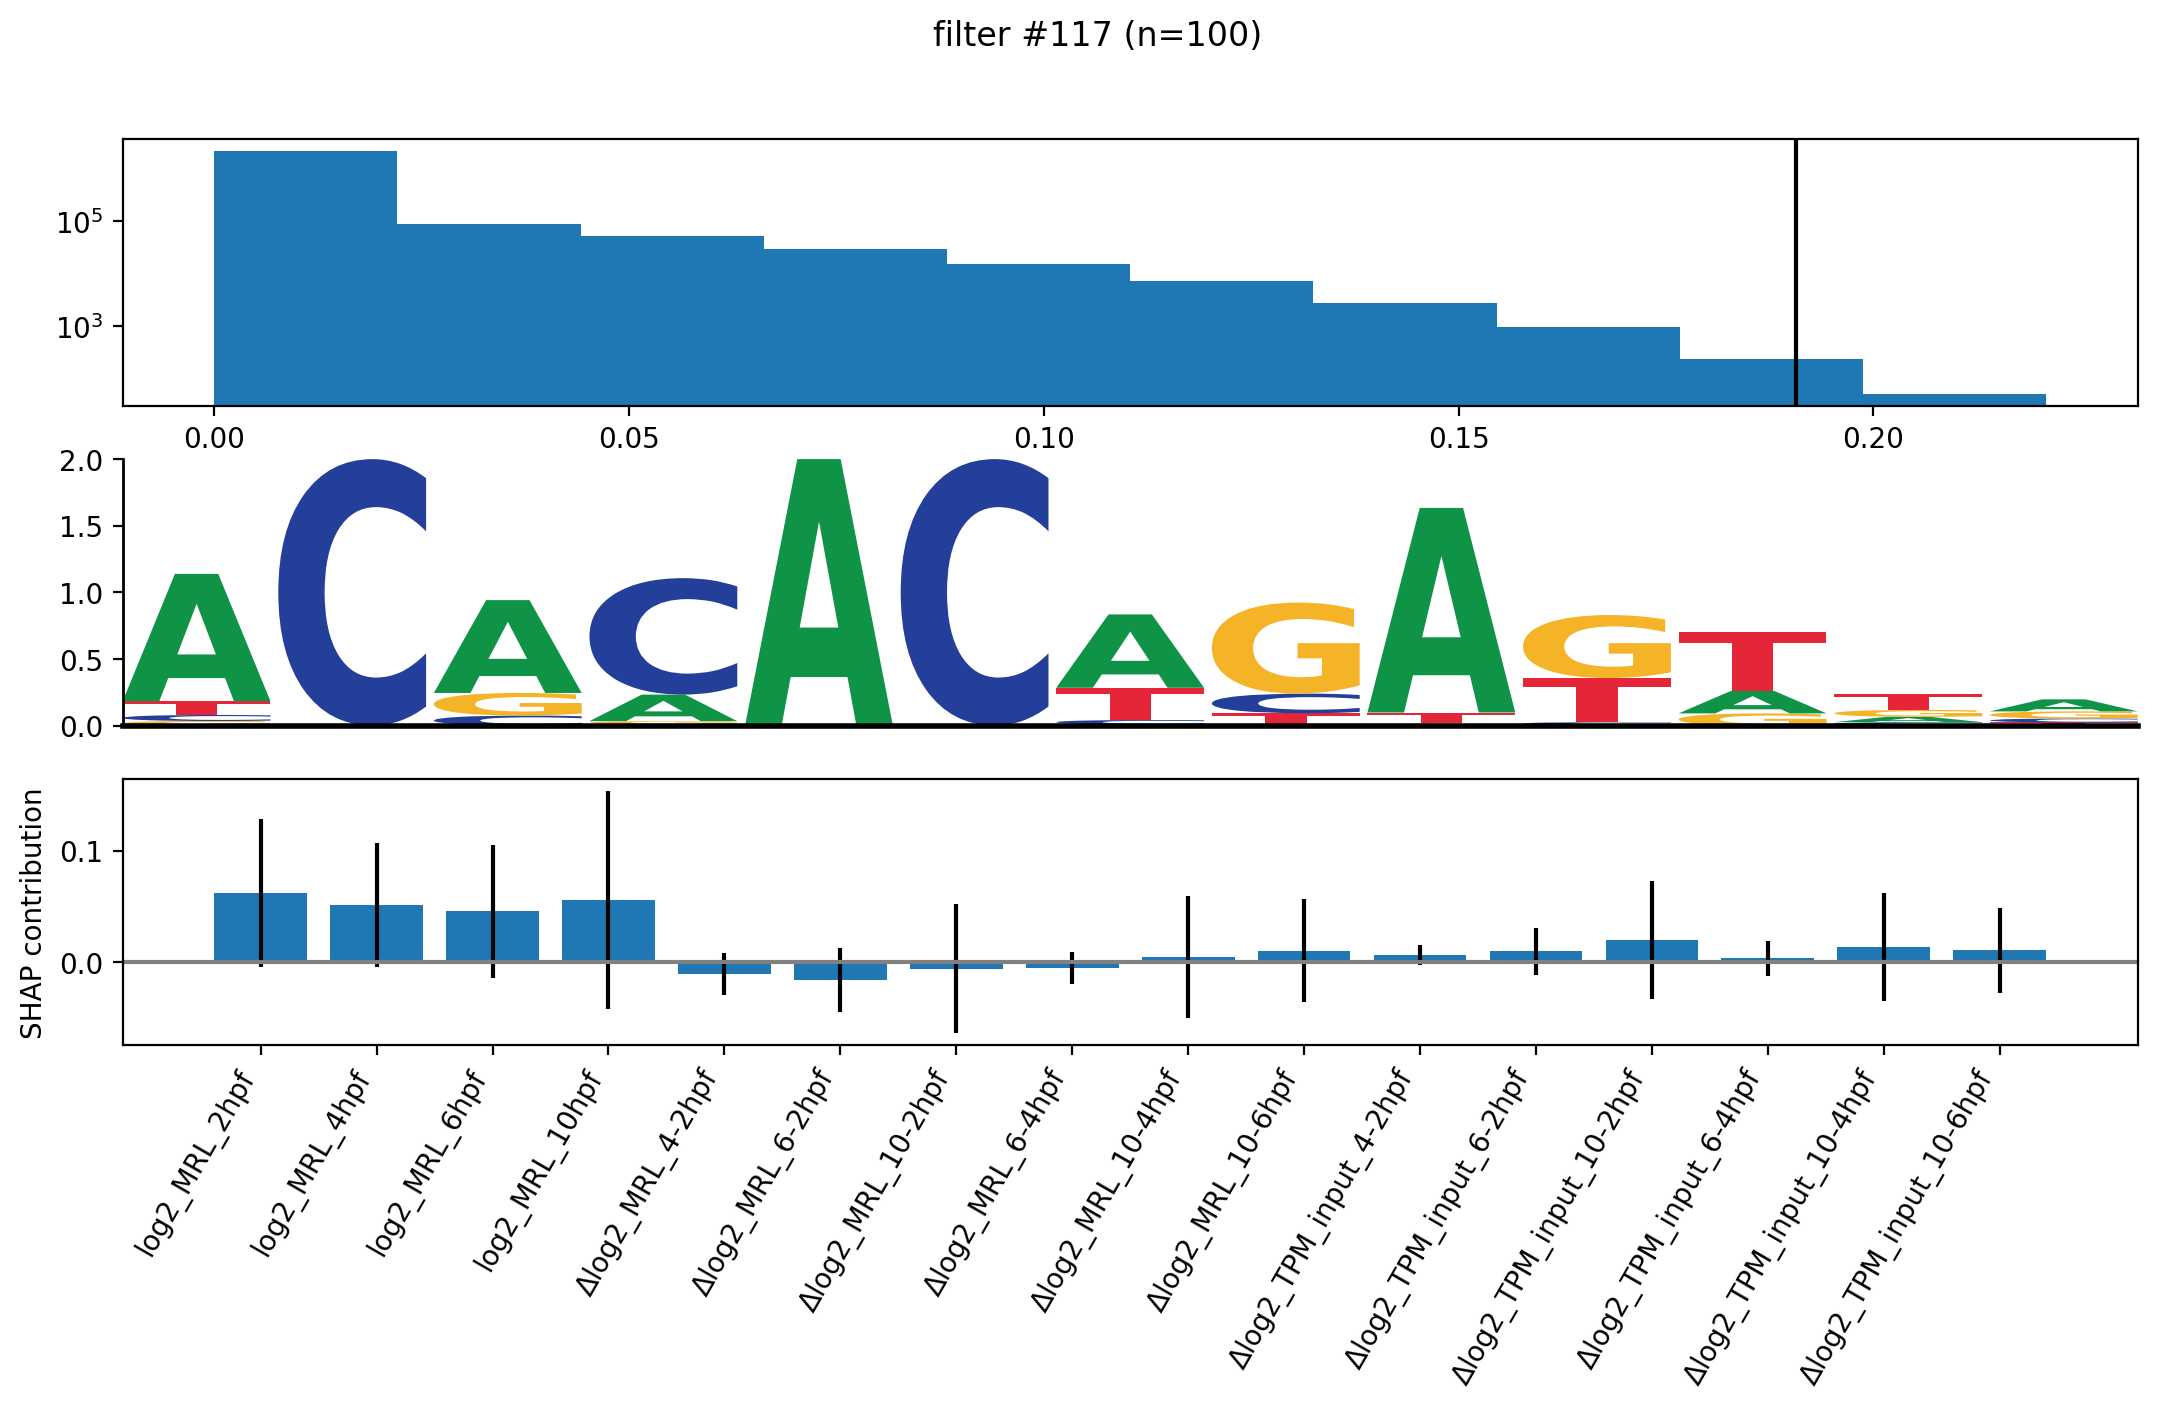 filter #117 (n=100)
10^5
10^3
0.00 0.05 0.10 0.15 0.20
2.0
1.5
1.0
0.5
0.0
A C A C A C A G A G T T A
T G A T C T T A G G
C C C T C G A C
SHAP contribution
0.1
0.0
log2_MRL_2hpf
log2_MRL_4hpf
log2_MRL_6hpf
log2_MRL_10hpf
Δlog2_MRL_4-2hpf
Δlog2_MRL_6-2hpf
Δlog2_MRL_10-2hpf
Δlog2_MRL_6-4hpf
Δlog2_MRL_10-4hpf
Δlog2_MRL_10-6hpf
Δlog2_TPM_input_4-2hpf
Δlog2_TPM_input_6-2hpf
Δlog2_TPM_input_10-2hpf
Δlog2_TPM_input_6-4hpf
Δlog2_TPM_input_10-4hpf
Δlog2_TPM_input_10-6hpf